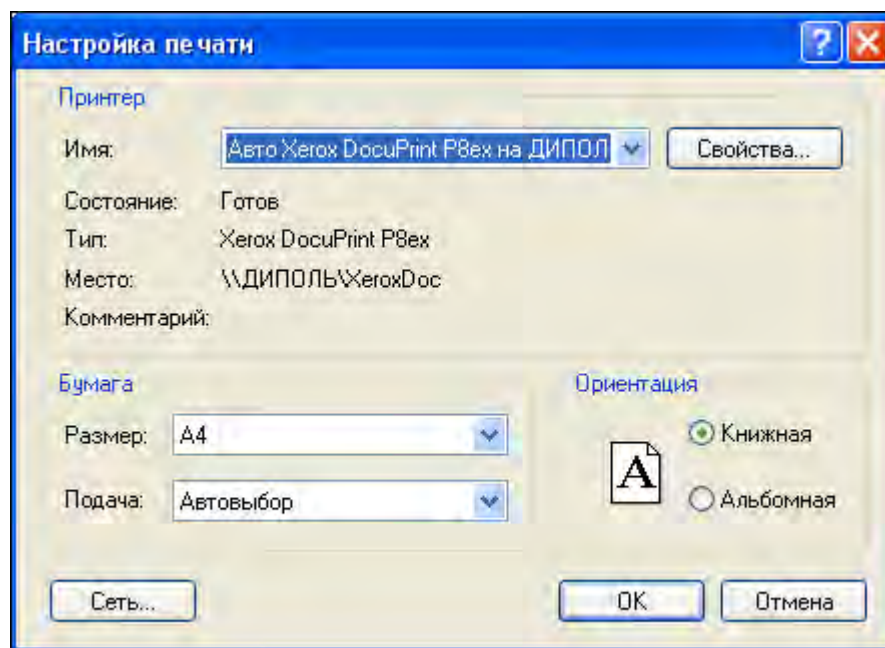 Настройка печати
Принтер
Имя: Авто Xerox DocuPrint P8ex на ДИПОЛ Свойства...
Состояние: Готов
Тип: Xerox DocuPrint P8ex
Место: \\ДИПОЛЬ\XeroxDoc
Комментарий:
Бумага
Размер: A4
Подача: Автовыбор
Ориентация
A
Книжная
Альбомная
Сеть... OK Отмена